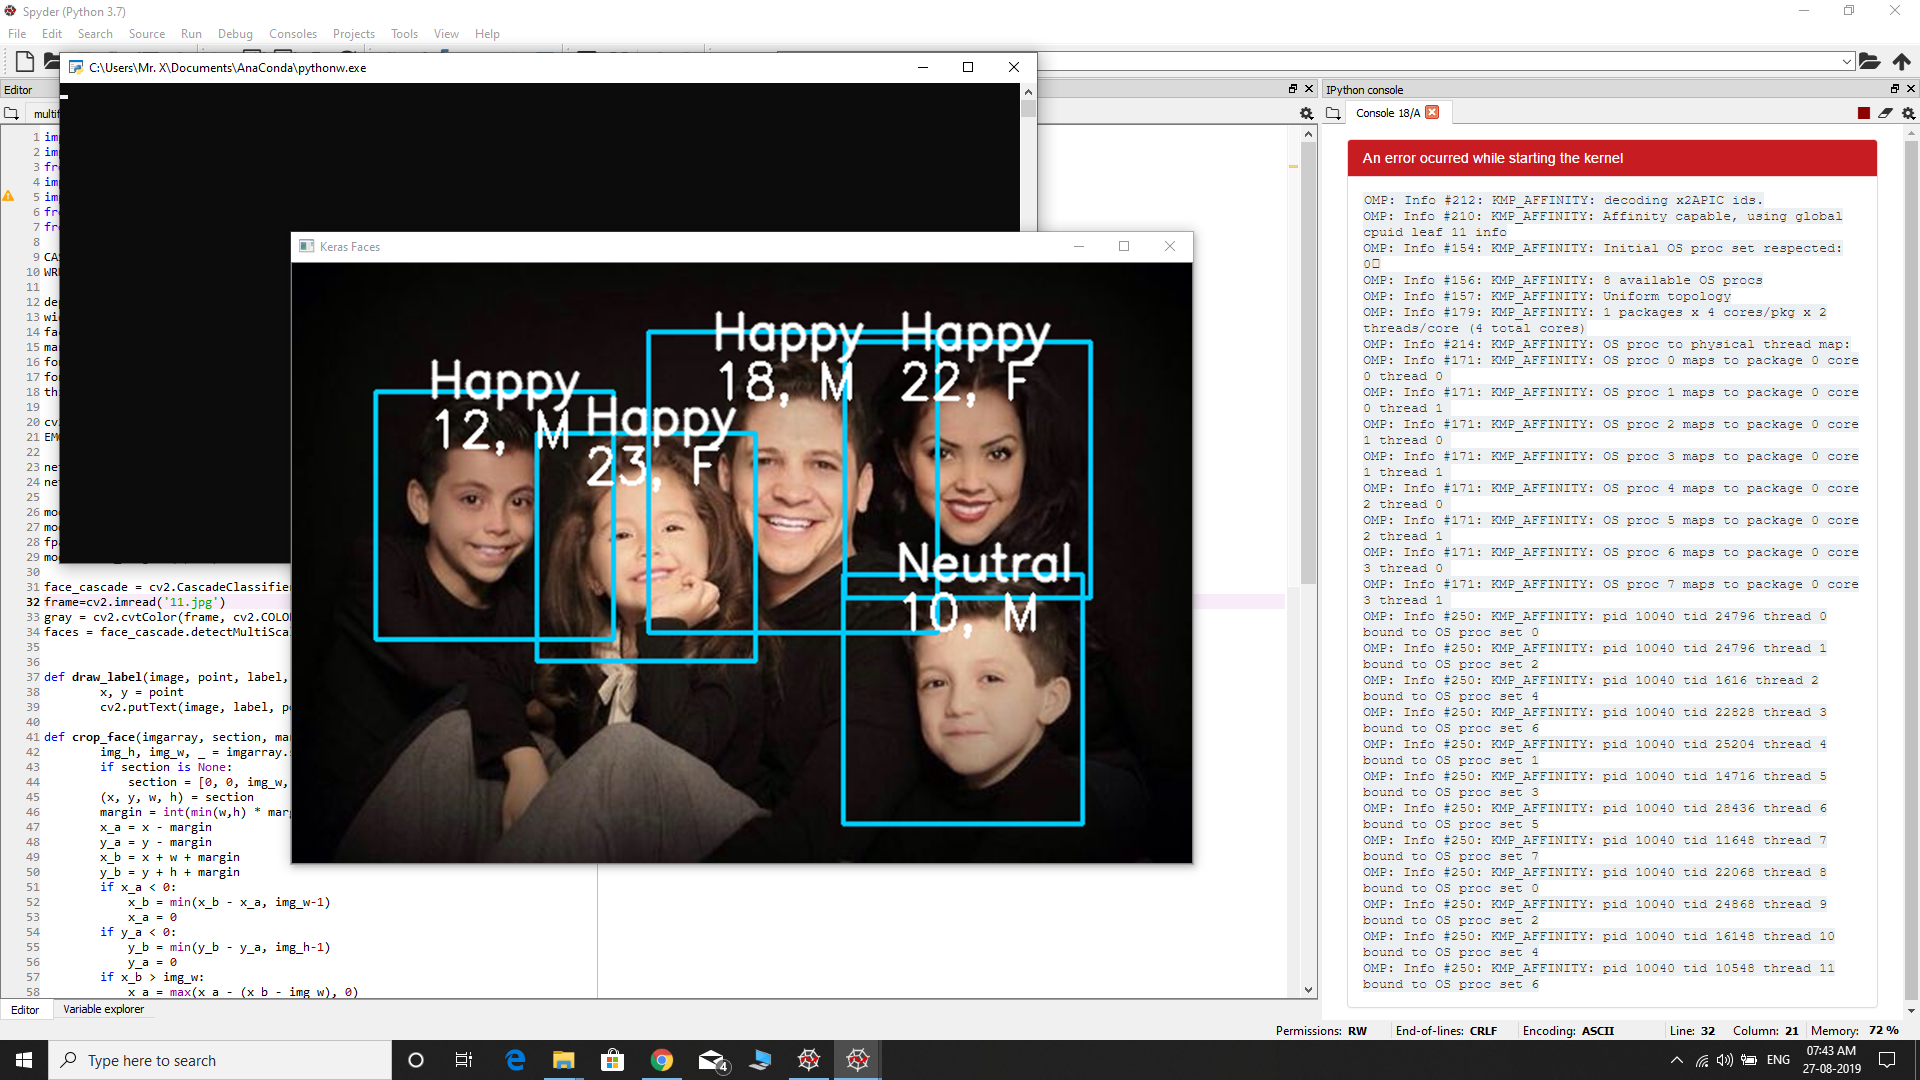 Spyder (Python 3.7)
File Edit Search Source Run Debug Consoles Projects Tools View Help
C:\Users\Mr. X\Documents\AnaConda\pythonw.exe
Editor
1
2
3
4
5
6
7
8
9
10
11
12
13
14
15
16
17
18
19
20
21
22
23
24
25
26
27
28
29
30
31 face_cascade = cv2.CascadeClassifie
32 frame=cv2.imread('11.jpg')
33 gray = cv2.cvtColor(frame, cv2.COLO
34 faces = face_cascade.detectMultiSca
35
36
37 def draw_label(image, point, label,
38 x, y = point
39 cv2.putText(image, label, p
40
41 def crop_face(imgarray, section, ma
42 img_h, img_w, _ = imgarray.
43 if section is None:
44 section = [0, 0, img_w,
45 (x, y, w, h) = section
46 margin = int(min(w,h) * mar
47 x_a = x - margin
48 y_a = y - margin
49 x_b = x + w + margin
50 y_b = y + h + margin
51 if x_a < 0:
52 x_b = min(x_b - x_a, img_w-1)
53 x_a = 0
54 if y_a < 0:
55 y_b = min(y_b - y_a, img_h-1)
56 y_a = 0
57 if x_b > img_w:
58 x_a = max(x_a - (x_b - img_w), 0)
Editor Variable explorer
Keras Faces
Happy
12, M
Happy
23, F
Happy
18, M
Happy
22, F
Neutral
10, M
IPython console
Console 18/A
An error ocurred while starting the kernel
OMP: Info #212: KMP_AFFINITY: decoding x2APIC ids.
OMP: Info #210: KMP_AFFINITY: Affinity capable, using global
cpuid leaf 11 info
OMP: Info #154: KMP_AFFINITY: Initial OS proc set respected:
0
OMP: Info #156: KMP_AFFINITY: 8 available OS procs
OMP: Info #157: KMP_AFFINITY: Uniform topology
OMP: Info #179: KMP_AFFINITY: 1 packages x 4 cores/pkg x 2
threads/core (4 total cores)
OMP: Info #214: KMP_AFFINITY: OS proc to physical thread map:
OMP: Info #171: KMP_AFFINITY: OS proc 0 maps to package 0 core
0 thread 0
OMP: Info #171: KMP_AFFINITY: OS proc 1 maps to package 0 core
0 thread 1
OMP: Info #171: KMP_AFFINITY: OS proc 2 maps to package 0 core
1 thread 0
OMP: Info #171: KMP_AFFINITY: OS proc 3 maps to package 0 core
1 thread 1
OMP: Info #171: KMP_AFFINITY: OS proc 4 maps to package 0 core
2 thread 0
OMP: Info #171: KMP_AFFINITY: OS proc 5 maps to package 0 core
2 thread 1
OMP: Info #171: KMP_AFFINITY: OS proc 6 maps to package 0 core
3 thread 0
OMP: Info #171: KMP_AFFINITY: OS proc 7 maps to package 0 core
3 thread 1
OMP: Info #250: KMP_AFFINITY: pid 10040 tid 24796 thread 0
bound to OS proc set 0
OMP: Info #250: KMP_AFFINITY: pid 10040 tid 24796 thread 1
bound to OS proc set 2
OMP: Info #250: KMP_AFFINITY: pid 10040 tid 1616 thread 2
bound to OS proc set 4
OMP: Info #250: KMP_AFFINITY: pid 10040 tid 22828 thread 3
bound to OS proc set 6
OMP: Info #250: KMP_AFFINITY: pid 10040 tid 25204 thread 4
bound to OS proc set 1
OMP: Info #250: KMP_AFFINITY: pid 10040 tid 14716 thread 5
bound to OS proc set 3
OMP: Info #250: KMP_AFFINITY: pid 10040 tid 28436 thread 6
bound to OS proc set 5
OMP: Info #250: KMP_AFFINITY: pid 10040 tid 11648 thread 7
bound to OS proc set 7
OMP: Info #250: KMP_AFFINITY: pid 10040 tid 22068 thread 8
bound to OS proc set 0
OMP: Info #250: KMP_AFFINITY: pid 10040 tid 24868 thread 9
bound to OS proc set 2
OMP: Info #250: KMP_AFFINITY: pid 10040 tid 16148 thread 10
bound to OS proc set 4
OMP: Info #250: KMP_AFFINITY: pid 10040 tid 10548 thread 11
bound to OS proc set 6
Permissions: RW End-of-lines: CRLF Encoding: ASCII Line: 32 Column: 21 Memory: 72 %
Type here to search
4
ENG
07:43 AM
27-08-2019